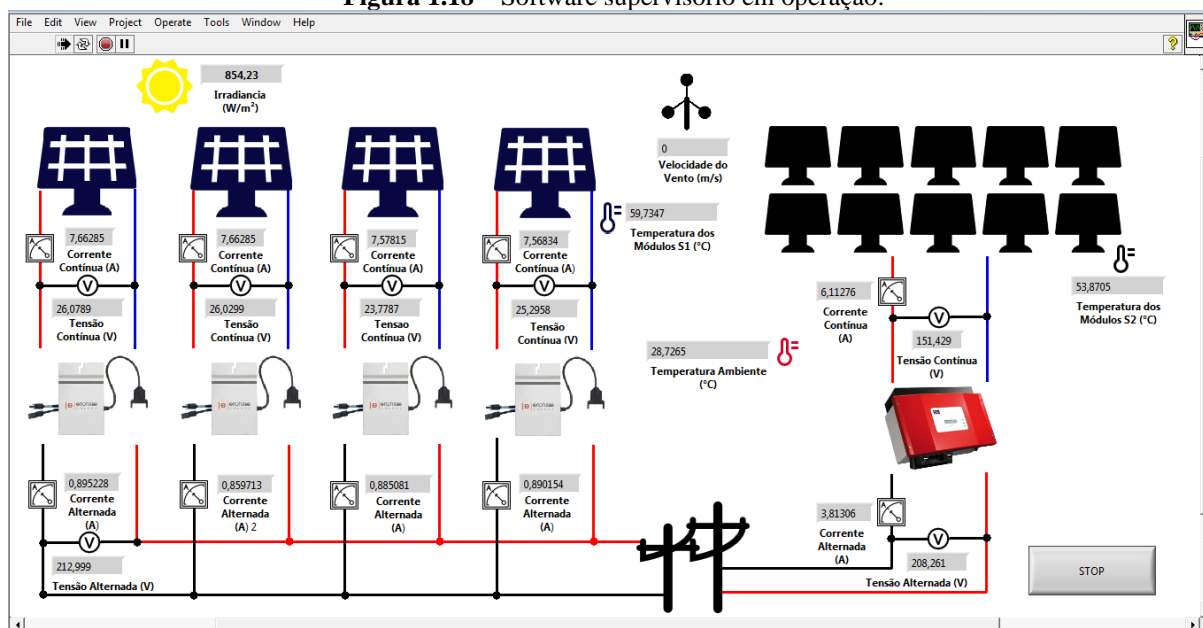 Figura 1.18 – Software supervisório em operação.
File Edit View Project Operate Tools Window Help
854,23
Irradiancia
(W/m²)
0
Velocidade do
Vento (m/s)
59,7347
Temperatura dos
Módulos S1 (°C)
7,66285
Corrente
Contínua (A)
7,66285
Corrente
Contínua (A)
7,57815
Corrente
Contínua (A)
7,56834
Corrente
Contínua (A)
V
V
V
V
26,0789
Tensão
Contínua (V)
26,0299
Tensão
Contínua (V)
23,7787
Tensao
Contínua (V)
25,2958
Tensão
Contínua (V)
53,8705
Temperatura dos
Módulos S2 (°C)
6,11276
Corrente
Contínua
(A)
V
151,429
Tensão Contínua
(V)
28,7265
Temperatura Ambiente
(°C)
enphase
enphase
enphase
enphase
0,895228
Corrente
Alternada
(A)
0,859713
Corrente
Alternada
(A) 2
0,885081
Corrente
Alternada
(A)
0,890154
Corrente
Alternada
(A)
V
212,999
Tensão Alternada (V)
3,81306
Corrente
Alternada
(A)
V
208,261
Tensão Alternada (V)
STOP